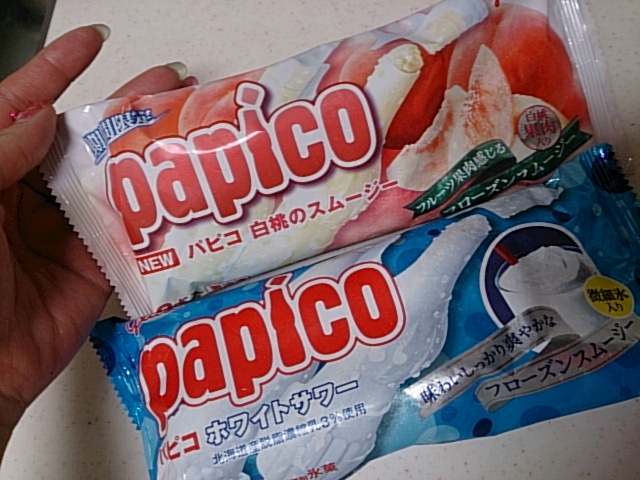 papico
NEW パピコ 白桃のスムージー
白桃
果肉
入り
フルーツ果肉感じる
フローズンスムージー
papico
パピコ ホワイトサワー
北海道産脱脂濃縮乳3%使用
微細氷
入り
味わいしっかり爽やかな
フローズンスムージー
氷菓